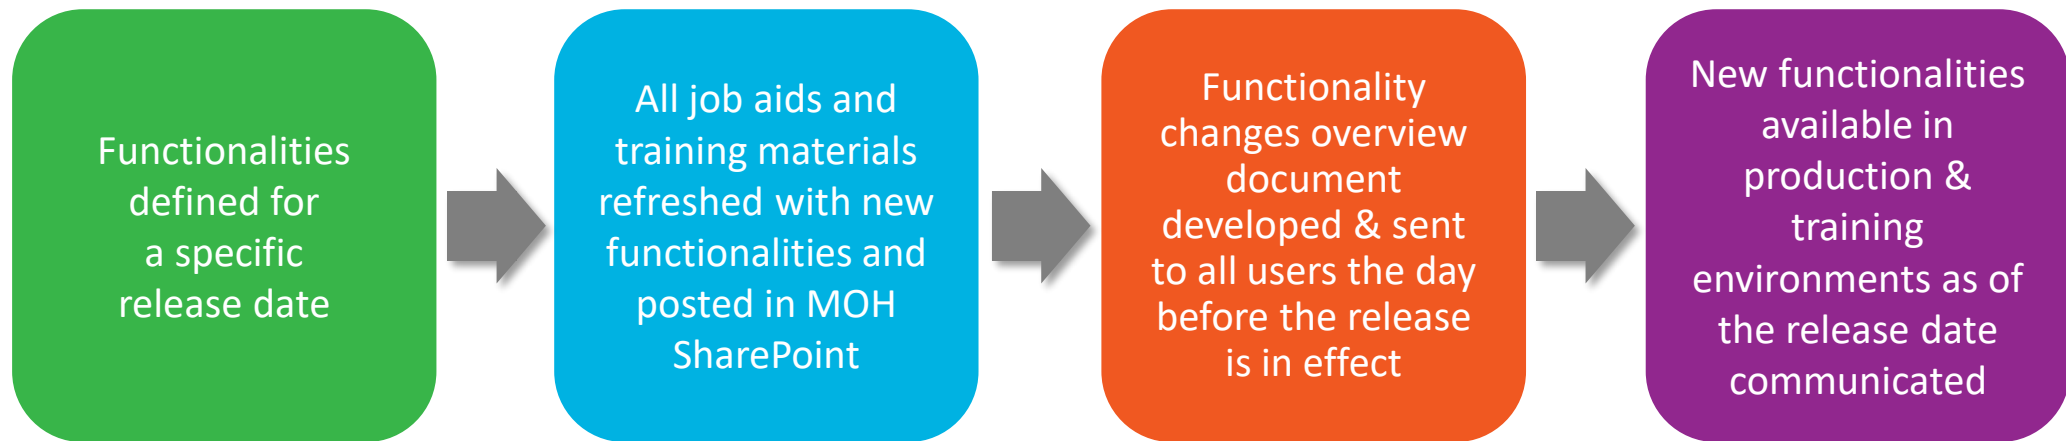 Functionalities
defined for
a specific
release date
All job aids and
training materials
refreshed with new
functionalities and
posted in MOH
SharePoint
Functionality
changes overview
document
developed & sent
to all users the day
before the release
is in effect
New functionalities
available in
production &
training
environments as of
the release date
communicated